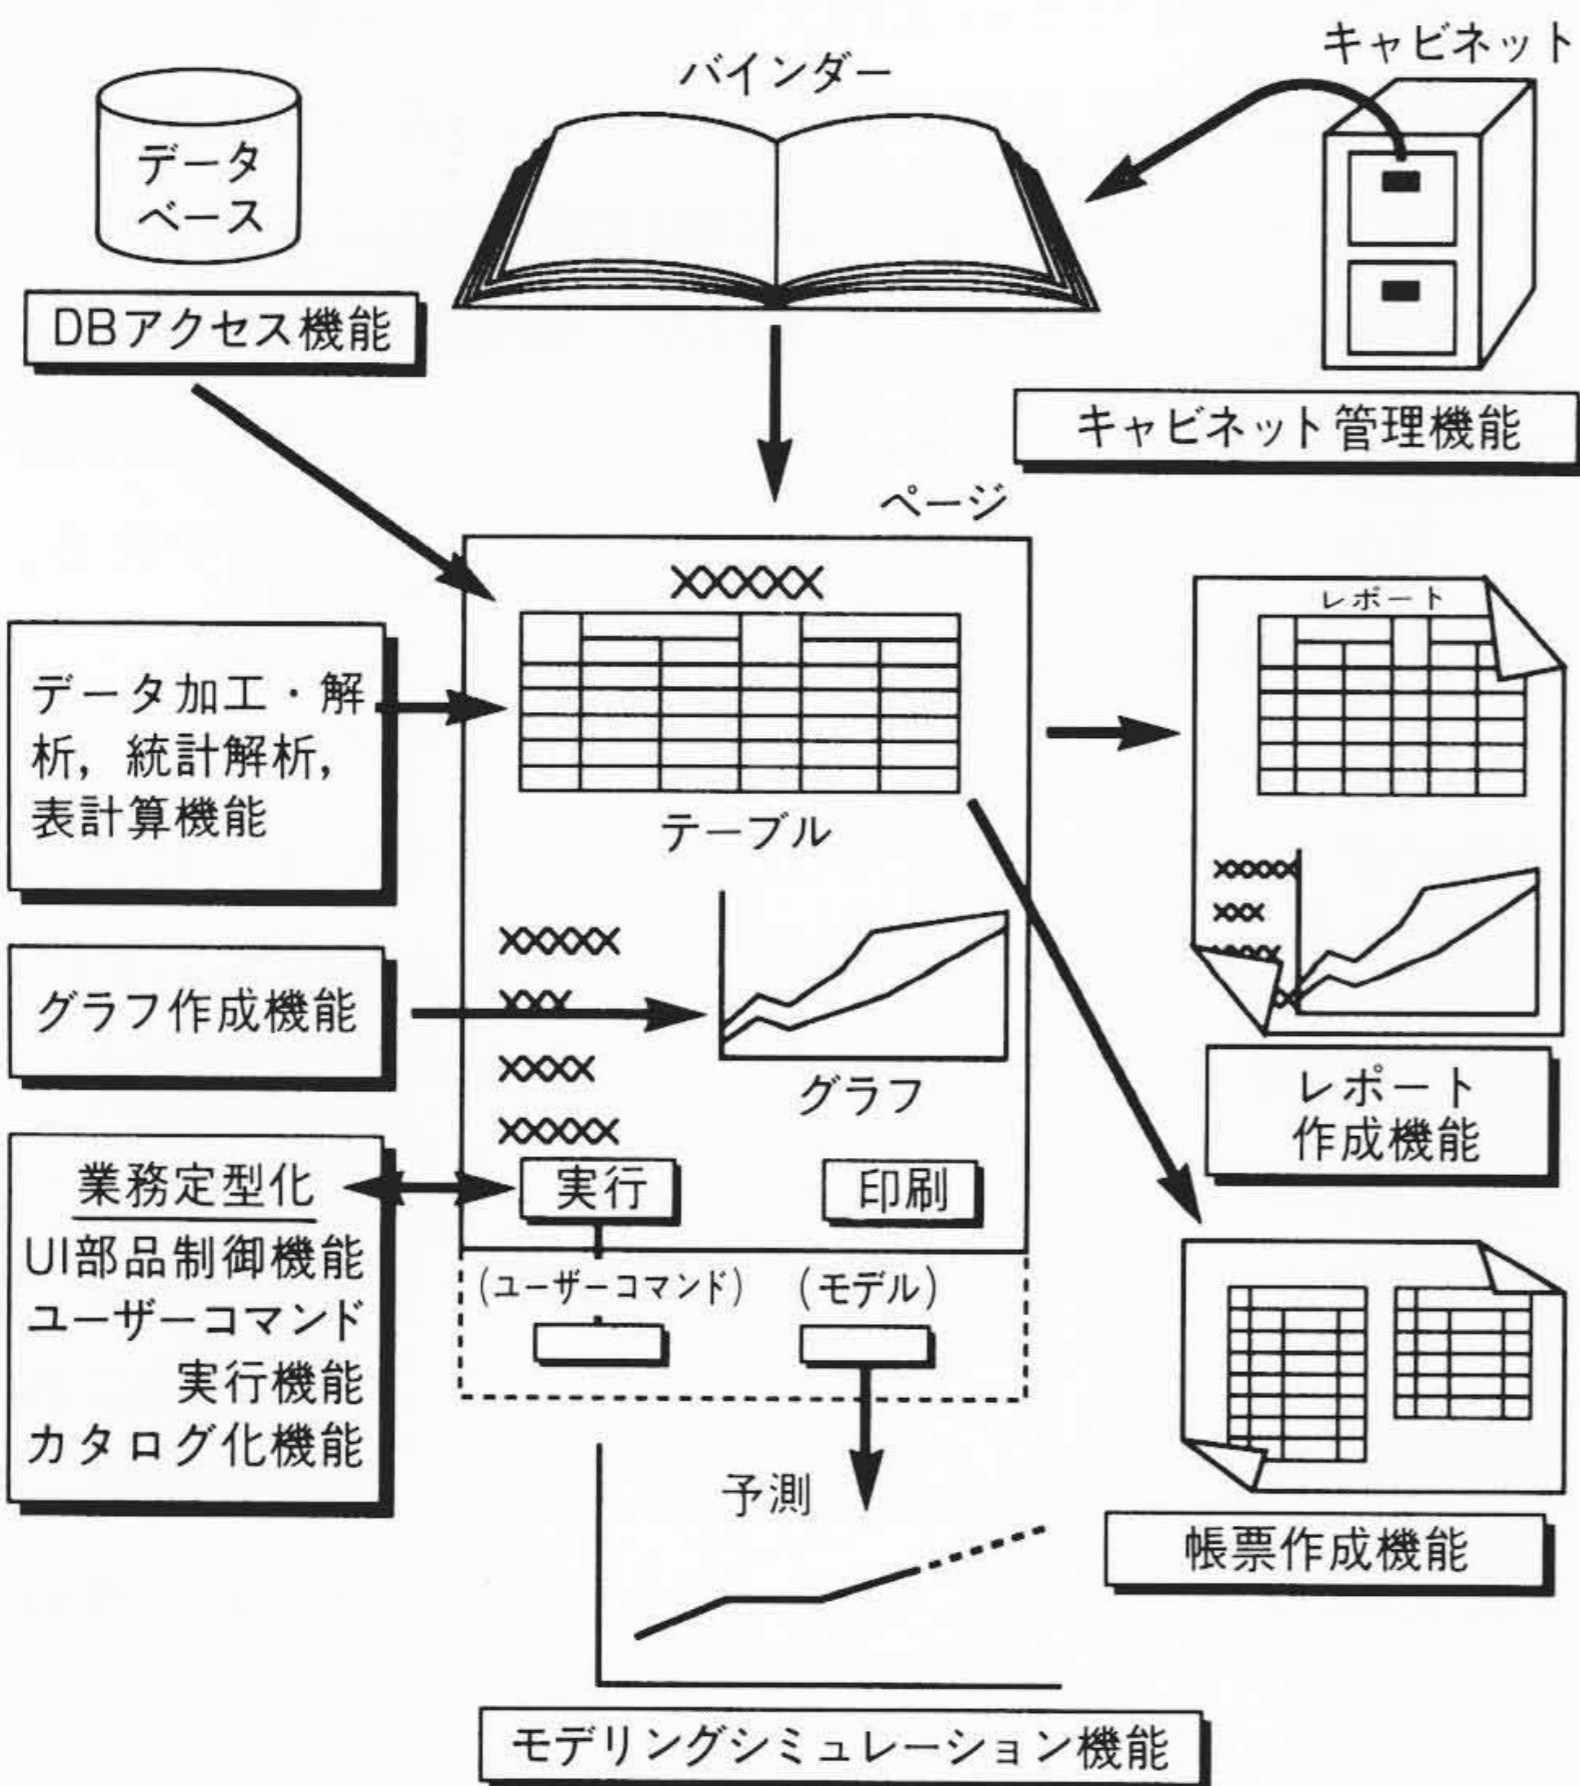 キャビネット
バインダー
データ
ベース
DBアクセス機能
キャビネット管理機能
ページ
XXXXX
レポート
データ加工・解
析，統計解析，
表計算機能
テーブル
XXXXX
XXX
XXXX
XXXXX
グラフ作成機能
グラフ
XXXXX
XXX
レポート
作成機能
業務定型化
UI部品制御機能
ユーザーコマンド
実行機能
カタログ化機能
実行
印刷
(ユーザーコマンド)
(モデル)
予測
帳票作成機能
モデリングシミュレーション機能